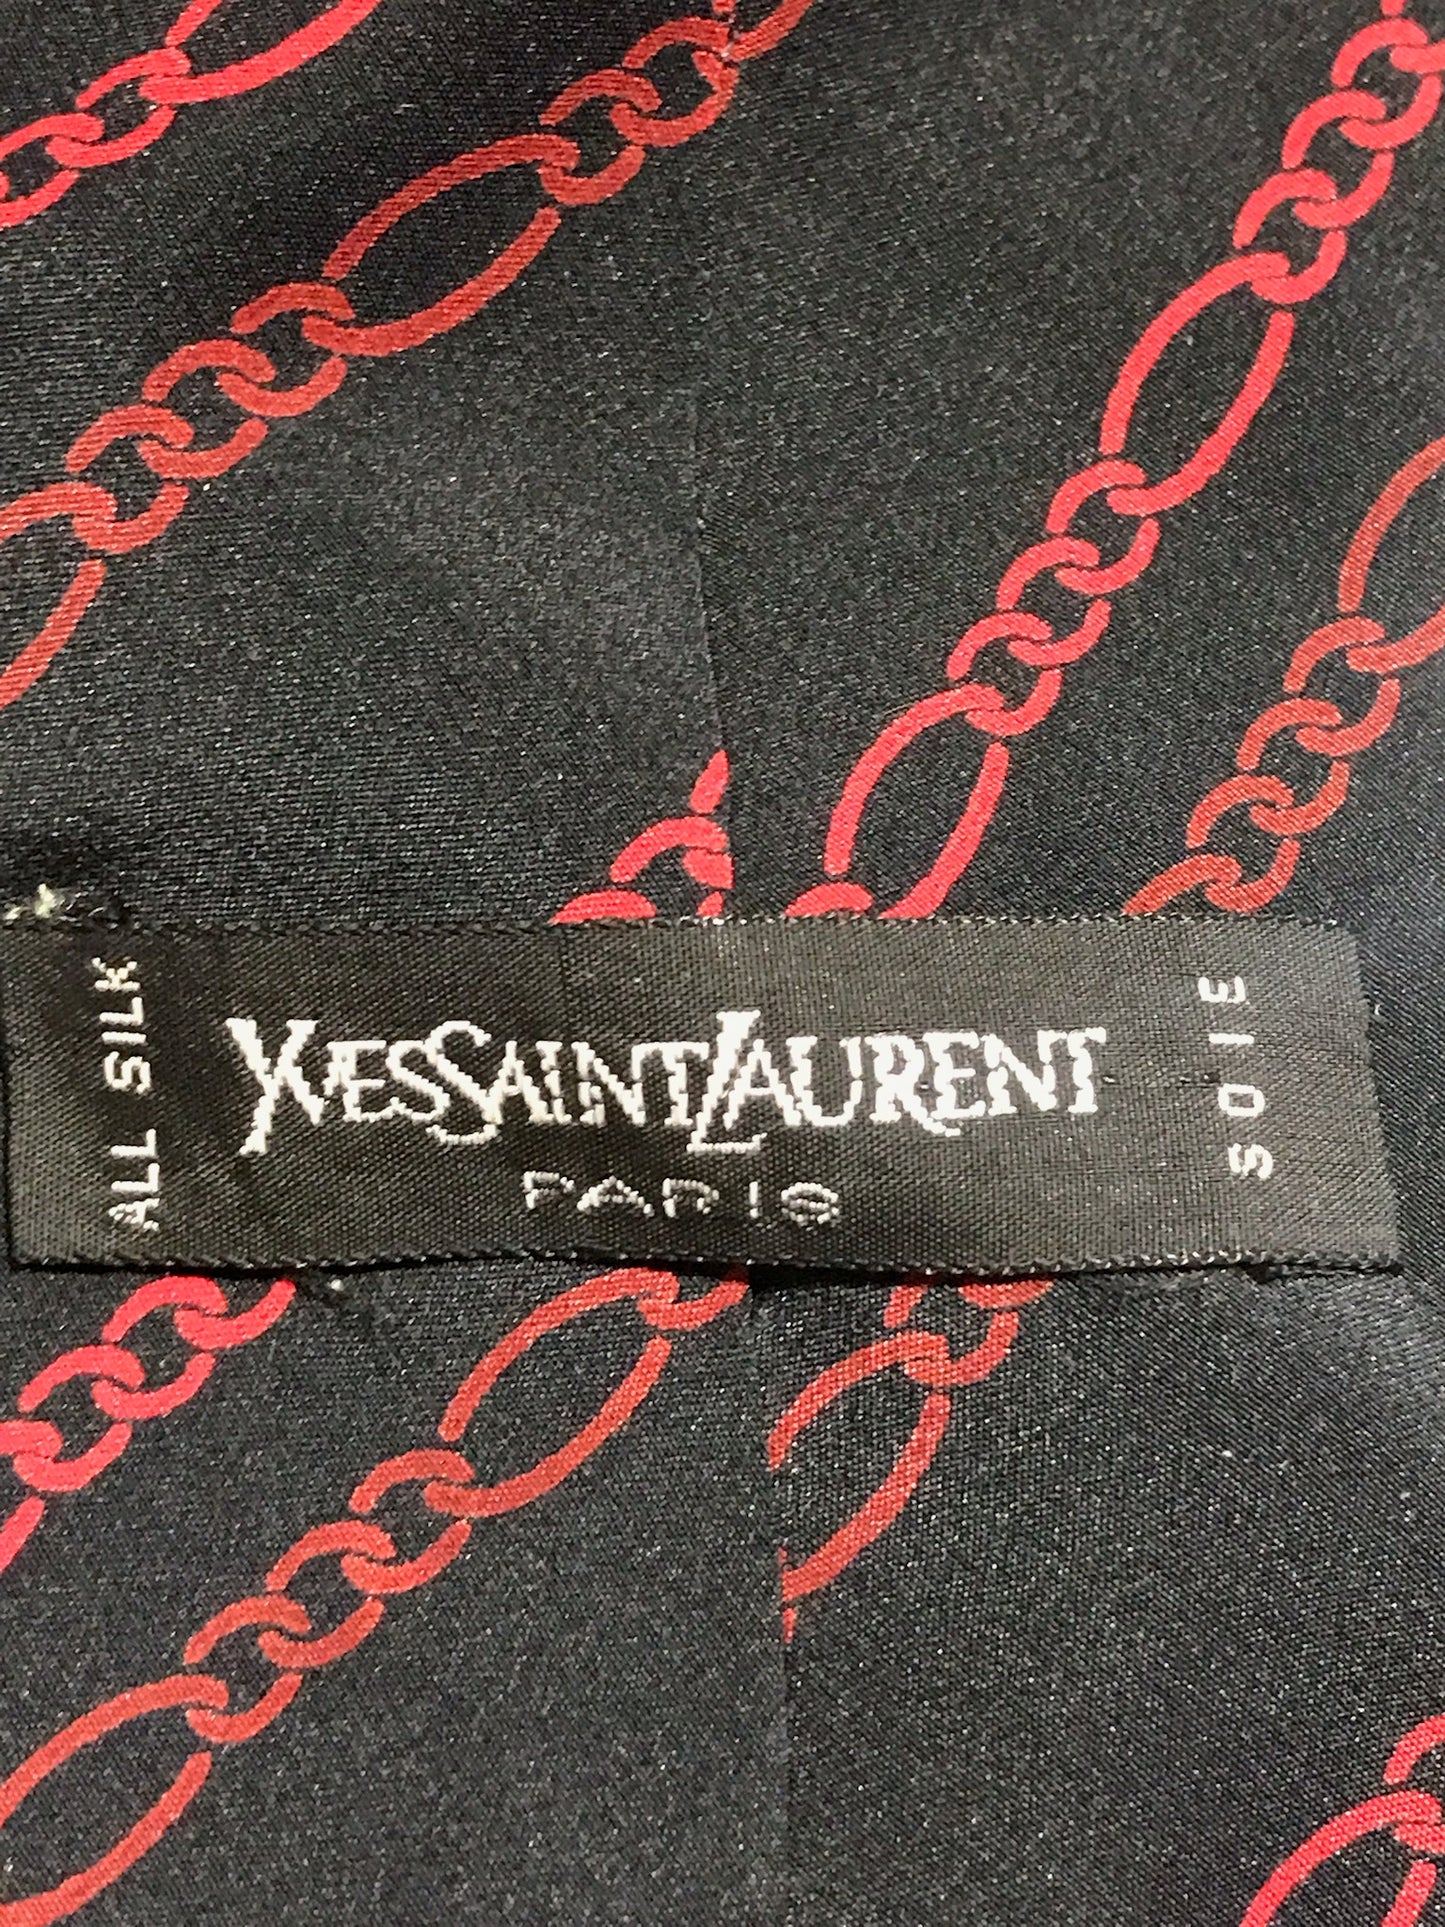 ALL SILK
YVESSAINTLAURENT
PARIS
SOIE